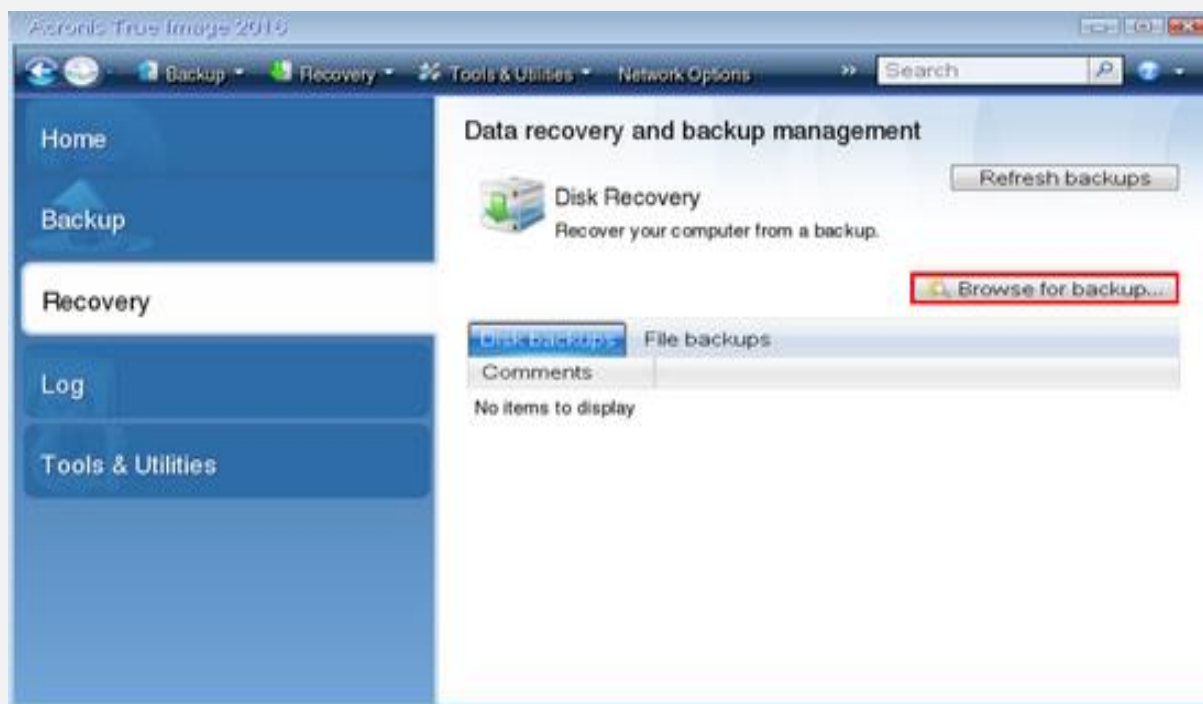 Acronis True Image 2016
Backup Recovery Tools & Utilities Network Options >> Search
Home
Backup
Recovery
Log
Tools & Utilities
Data recovery and backup management
Refresh backups
Disk Recovery
Recover your computer from a backup.
Browse for backup...
Disk backups File backups
Comments
No items to display